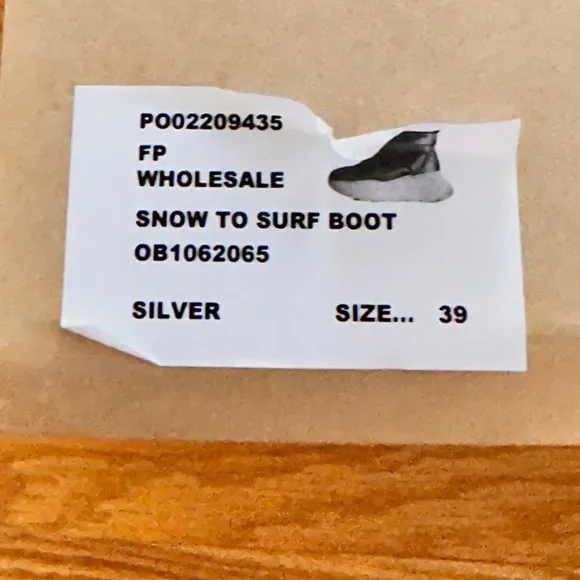 PO02209435
FP
WHOLESALE
SNOW TO SURF BOOT
OB1062065
SILVER SIZE... 39